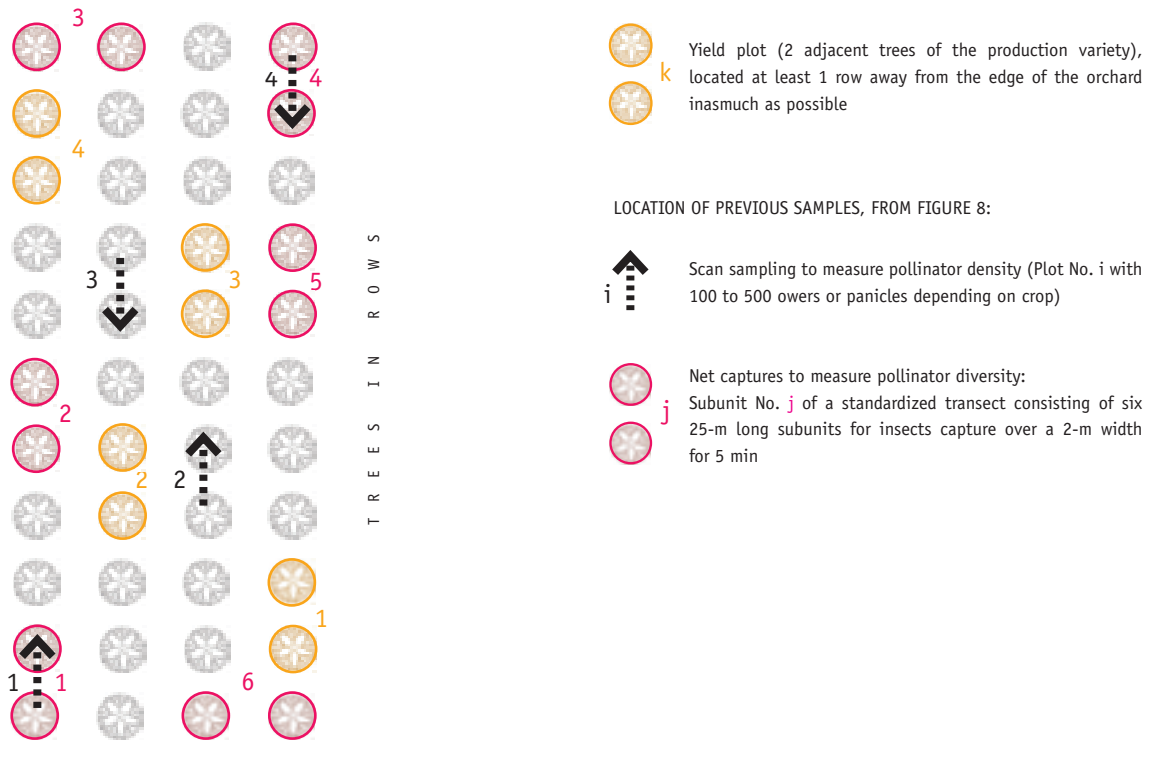 3
4 4
4
3 3 5
2
2 2
1
1 1 6
TREES IN ROWS
k
Yield plot (2 adjacent trees of the production variety),
located at least 1 row away from the edge of the orchard
inasmuch as possible
LOCATION OF PREVIOUS SAMPLES, FROM FIGURE 8:
i
Scan sampling to measure pollinator density (Plot No. i with
100 to 500 owers or panicles depending on crop)
j
Net captures to measure pollinator diversity:
Subunit No. j of a standardized transect consisting of six
25-m long subunits for insects capture over a 2-m width
for 5 min